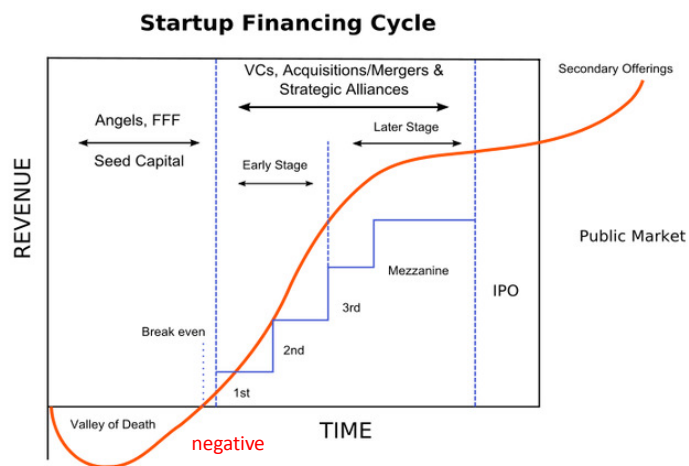 Startup Financing Cycle
VCs, Acquisitions/Mergers &
Strategic Alliances
Secondary Offerings
Angels, FFF
Seed Capital
Later Stage
Early Stage
REVENUE
Public Market
Mezzanine
IPO
3rd
Break even
2nd
1st
Valley of Death
TIME
negative